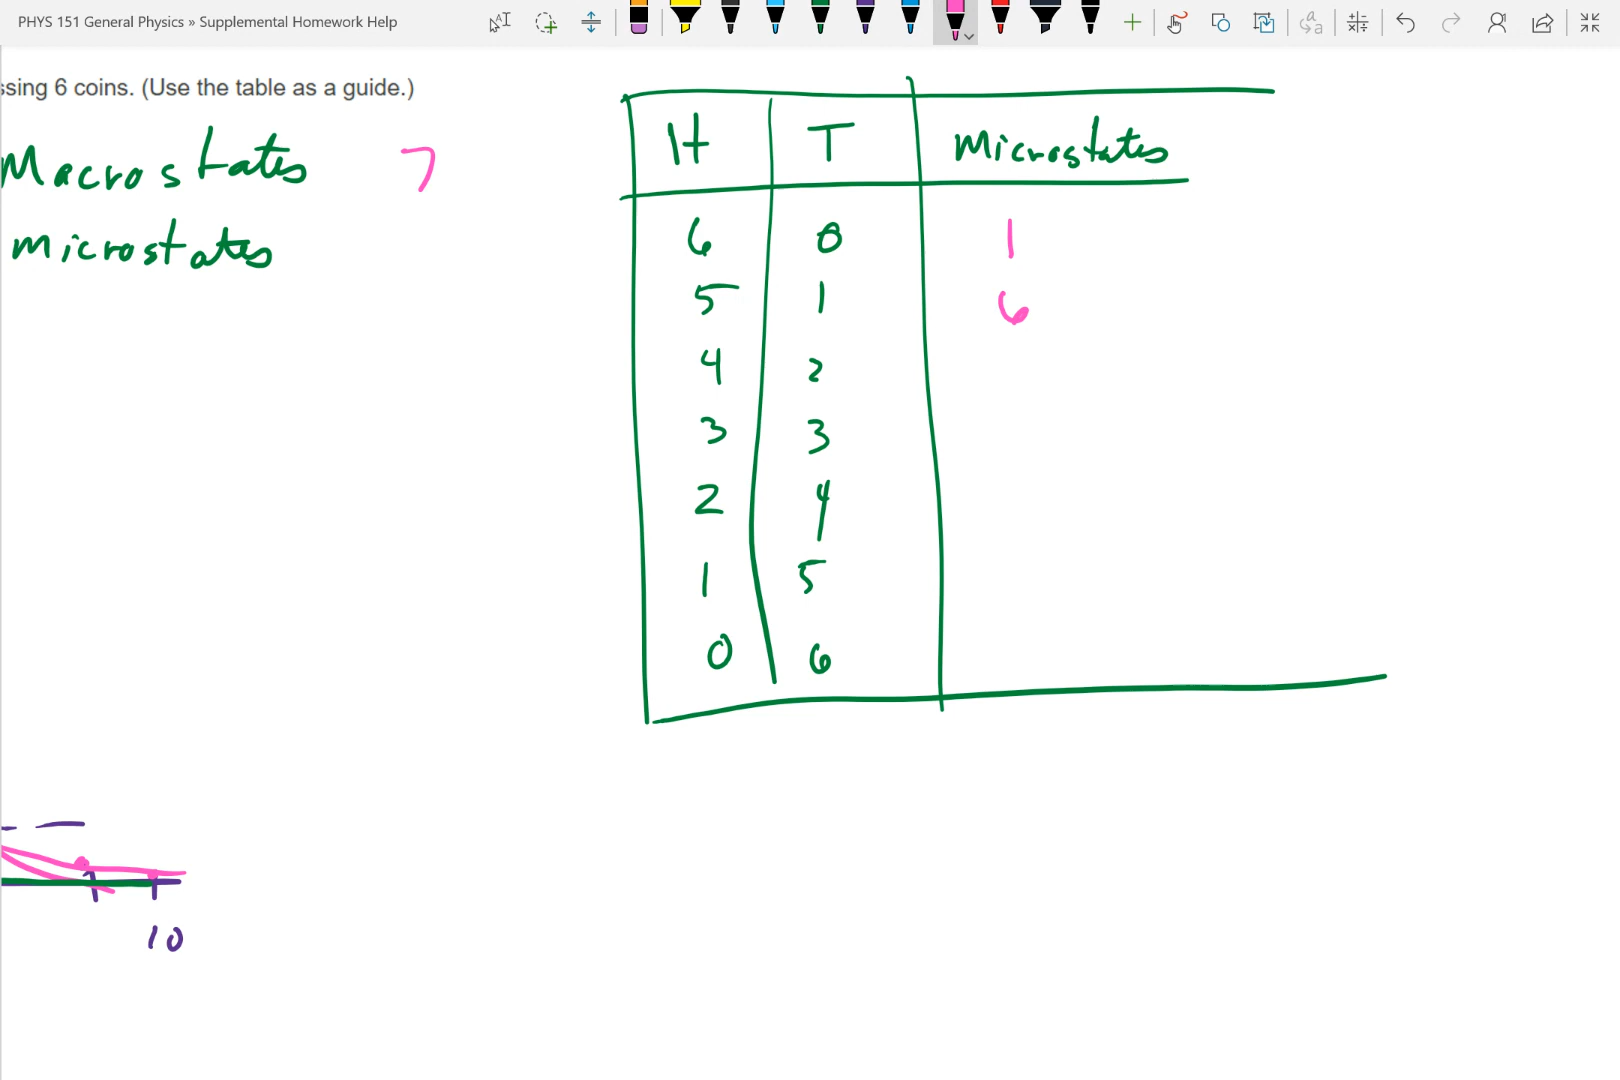 PHYS 151 General Physics » Supplemental Homework Help
ssing 6 coins. (Use the table as a guide.)
Macrostates 7
microstates
H T Microstates
6 0 1
5 1 6
4 2
3 3
2 4
1 5
0 6
10